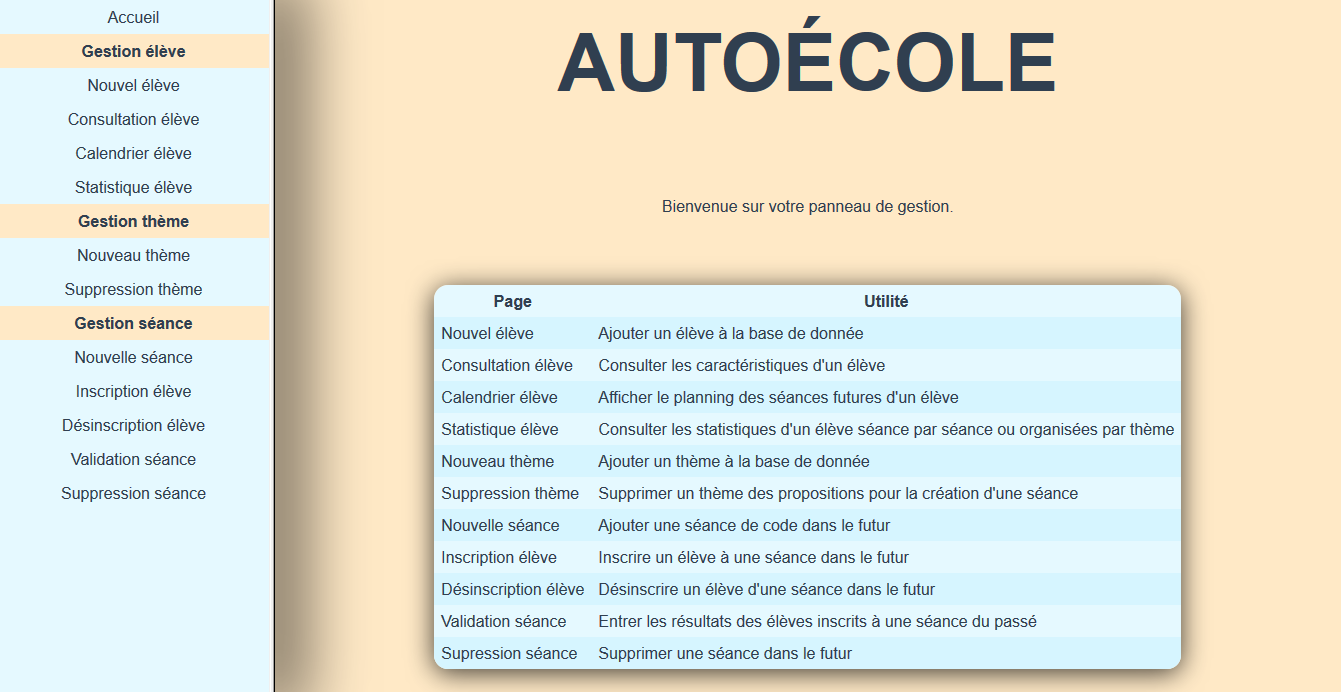 Accueil
Gestion élève
Nouvel élève
Consultation élève
Calendrier élève
Statistique élève
Gestion thème
Nouveau thème
Suppression thème
Gestion séance
Nouvelle séance
Inscription élève
Désinscription élève
Validation séance
Suppression séance
AUTOÉCOLE
Bienvenue sur votre panneau de gestion.
Page Utilité
Nouvel élève Ajouter un élève à la base de donnée
Consultation élève Consulter les caractéristiques d'un élève
Calendrier élève Afficher le planning des séances futures d'un élève
Statistique élève Consulter les statistiques d'un élève séance par séance ou organisées par thème
Nouveau thème Ajouter un thème à la base de donnée
Suppression thème Supprimer un thème des propositions pour la création d'une séance
Nouvelle séance Ajouter une séance de code dans le futur
Inscription élève Inscrire un élève à une séance dans le futur
Désinscription élève Désinscrire un élève d'une séance dans le futur
Validation séance Entrer les résultats des élèves inscrits à une séance du passé
Supression séance Supprimer une séance dans le futur